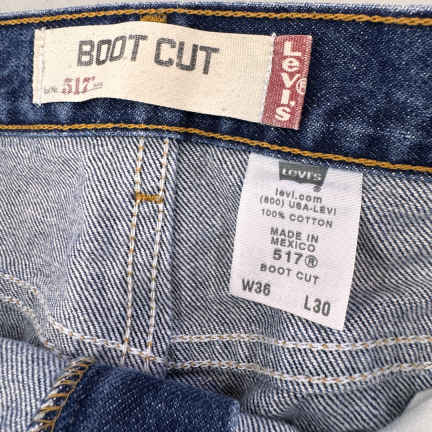 BOOT CUT
517®
Levi's®
Levi's
levi.com
(800) USA-LEVI
100% COTTON
MADE IN
MEXICO
517®
BOOT CUT
W36 L30